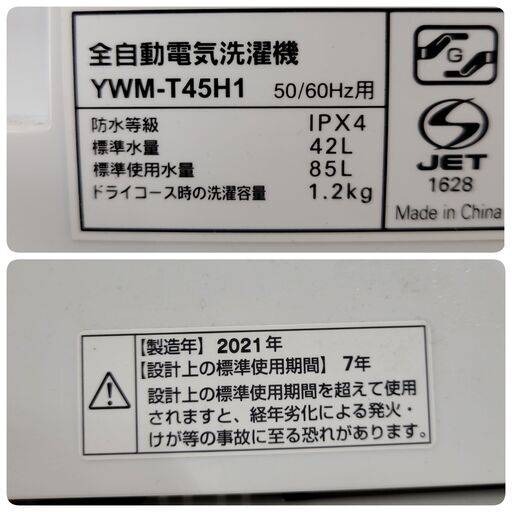 全自動電気洗濯機
YWM-T45H1 50/60Hz用
防水等級 IPX4
標準水量 42L
標準使用水量 85L
ドライコース時の洗濯容量 1.2kg
G
JET
1628
Made in China
【製造年】2021年
【設計上の標準使用期間】7年
設計上の標準使用期間を超えて使用
されますと、経年劣化による発火・
けが等の事故に至る恐れがあります。